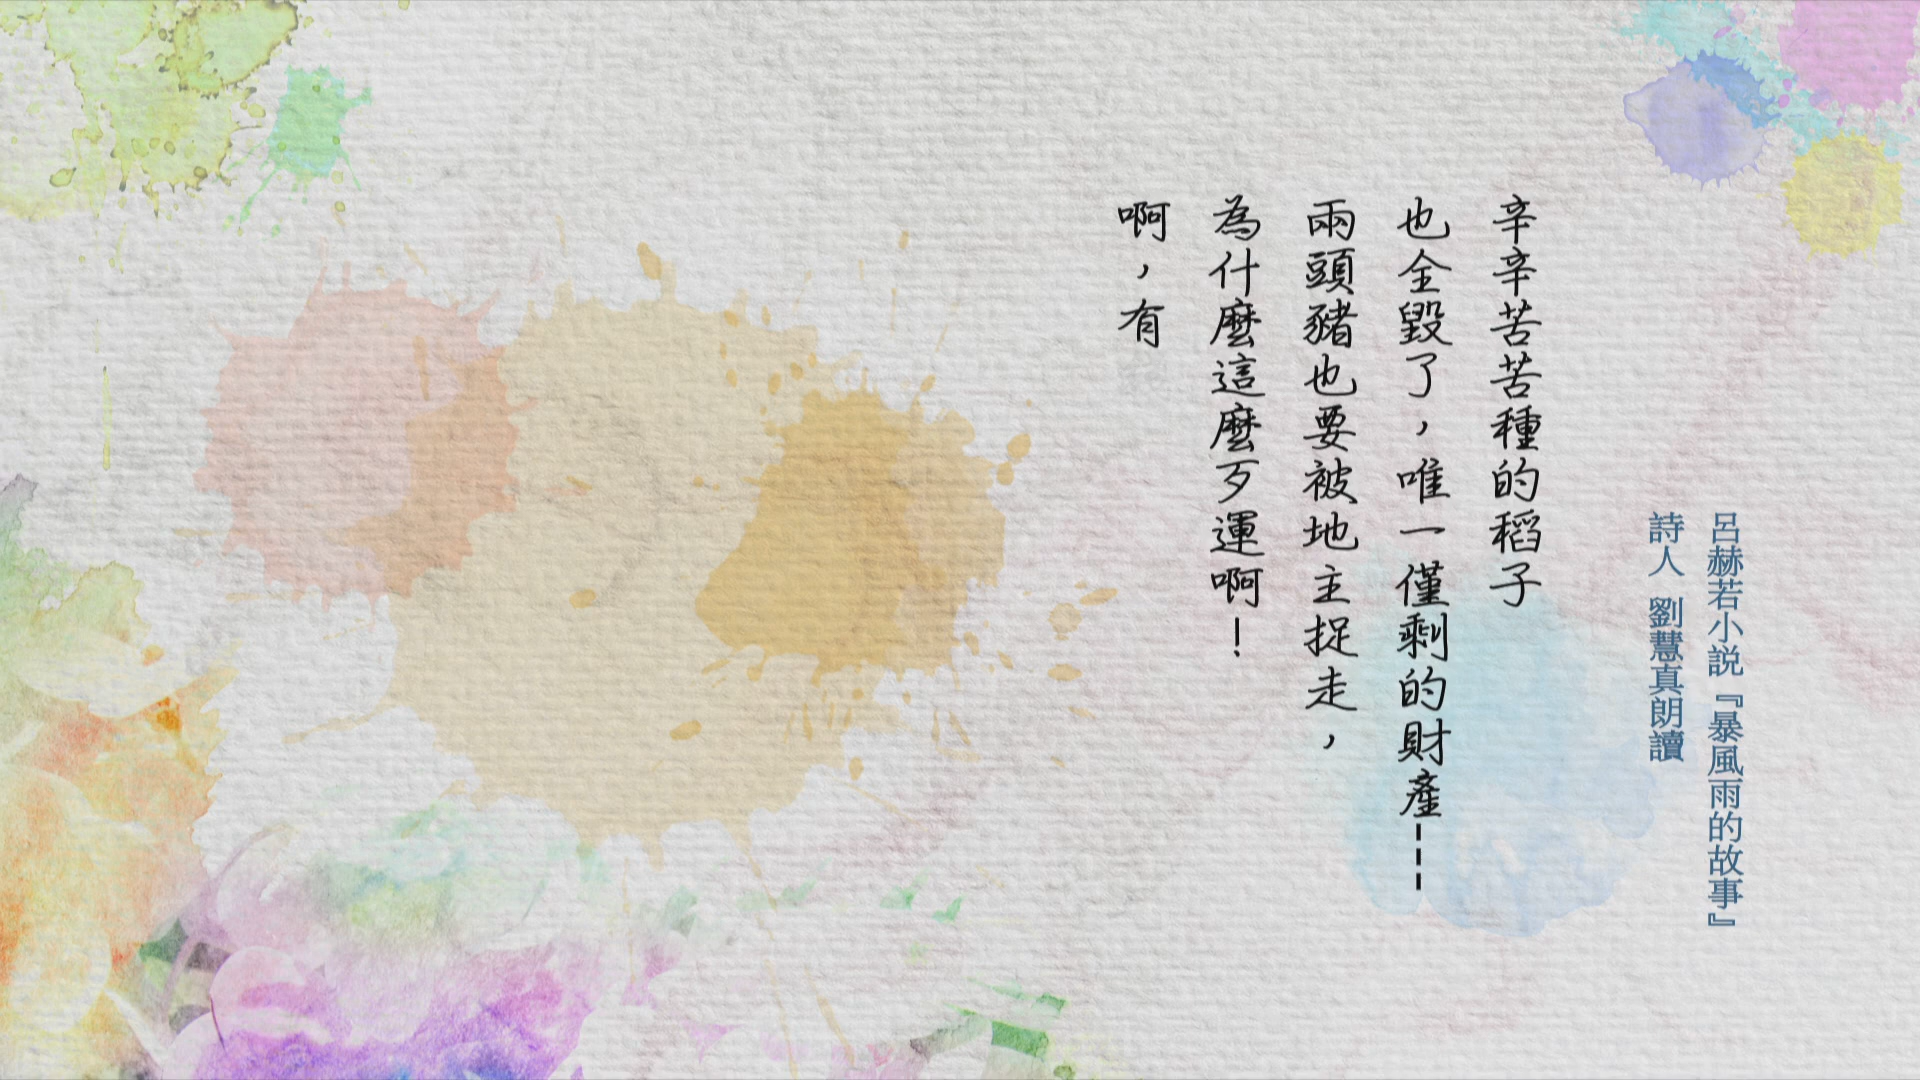 呂赫若小説『暴風雨的故事』
詩人 劉慧真朗讀
辛辛苦苦種的稻子
也全毀了，唯一僅剩的財產---
兩頭豬也要被地主捉走，
為什麼這麼歹運啊！
啊，有